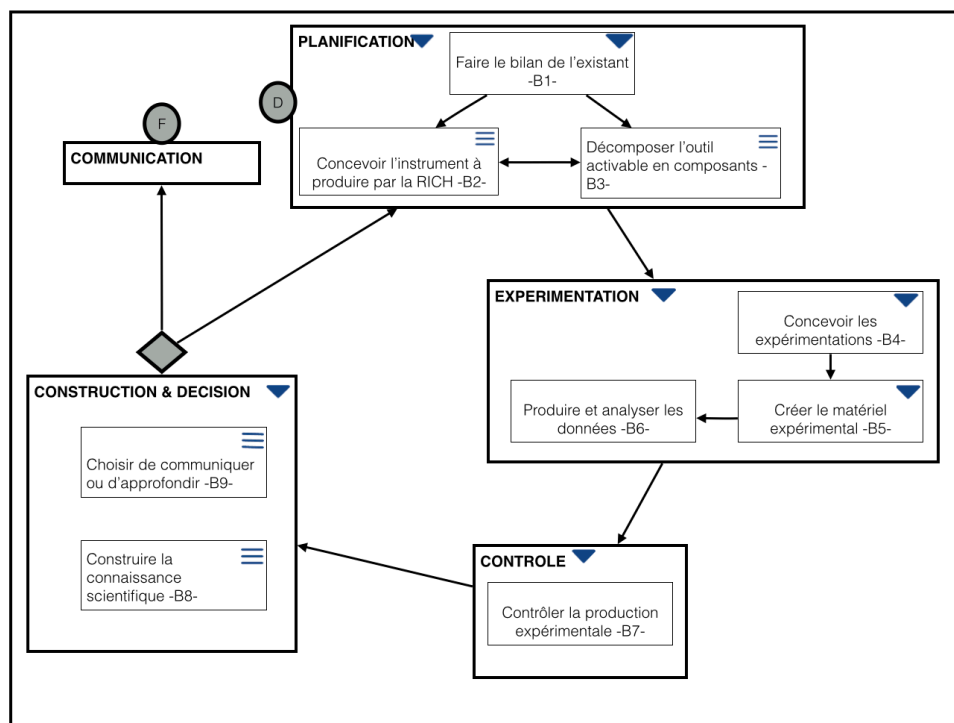 PLANIFICATION
Faire le bilan de l'existant
-B1-
D
F
COMMUNICATION
Concevoir l'instrument à
produire par la RICH -B2-
Décomposer l'outil
activable en composants -
B3-
EXPERIMENTATION
Concevoir les
expérimentations -B4-
Produire et analyser les
données -B6-
Créer le matériel
expérimental -B5-
CONSTRUCTION & DECISION
Choisir de communiquer
ou d'approfondir -B9-
Construire la
connaissance
scientifique -B8-
CONTROLE
Contrôler la production
expérimentale -B7-